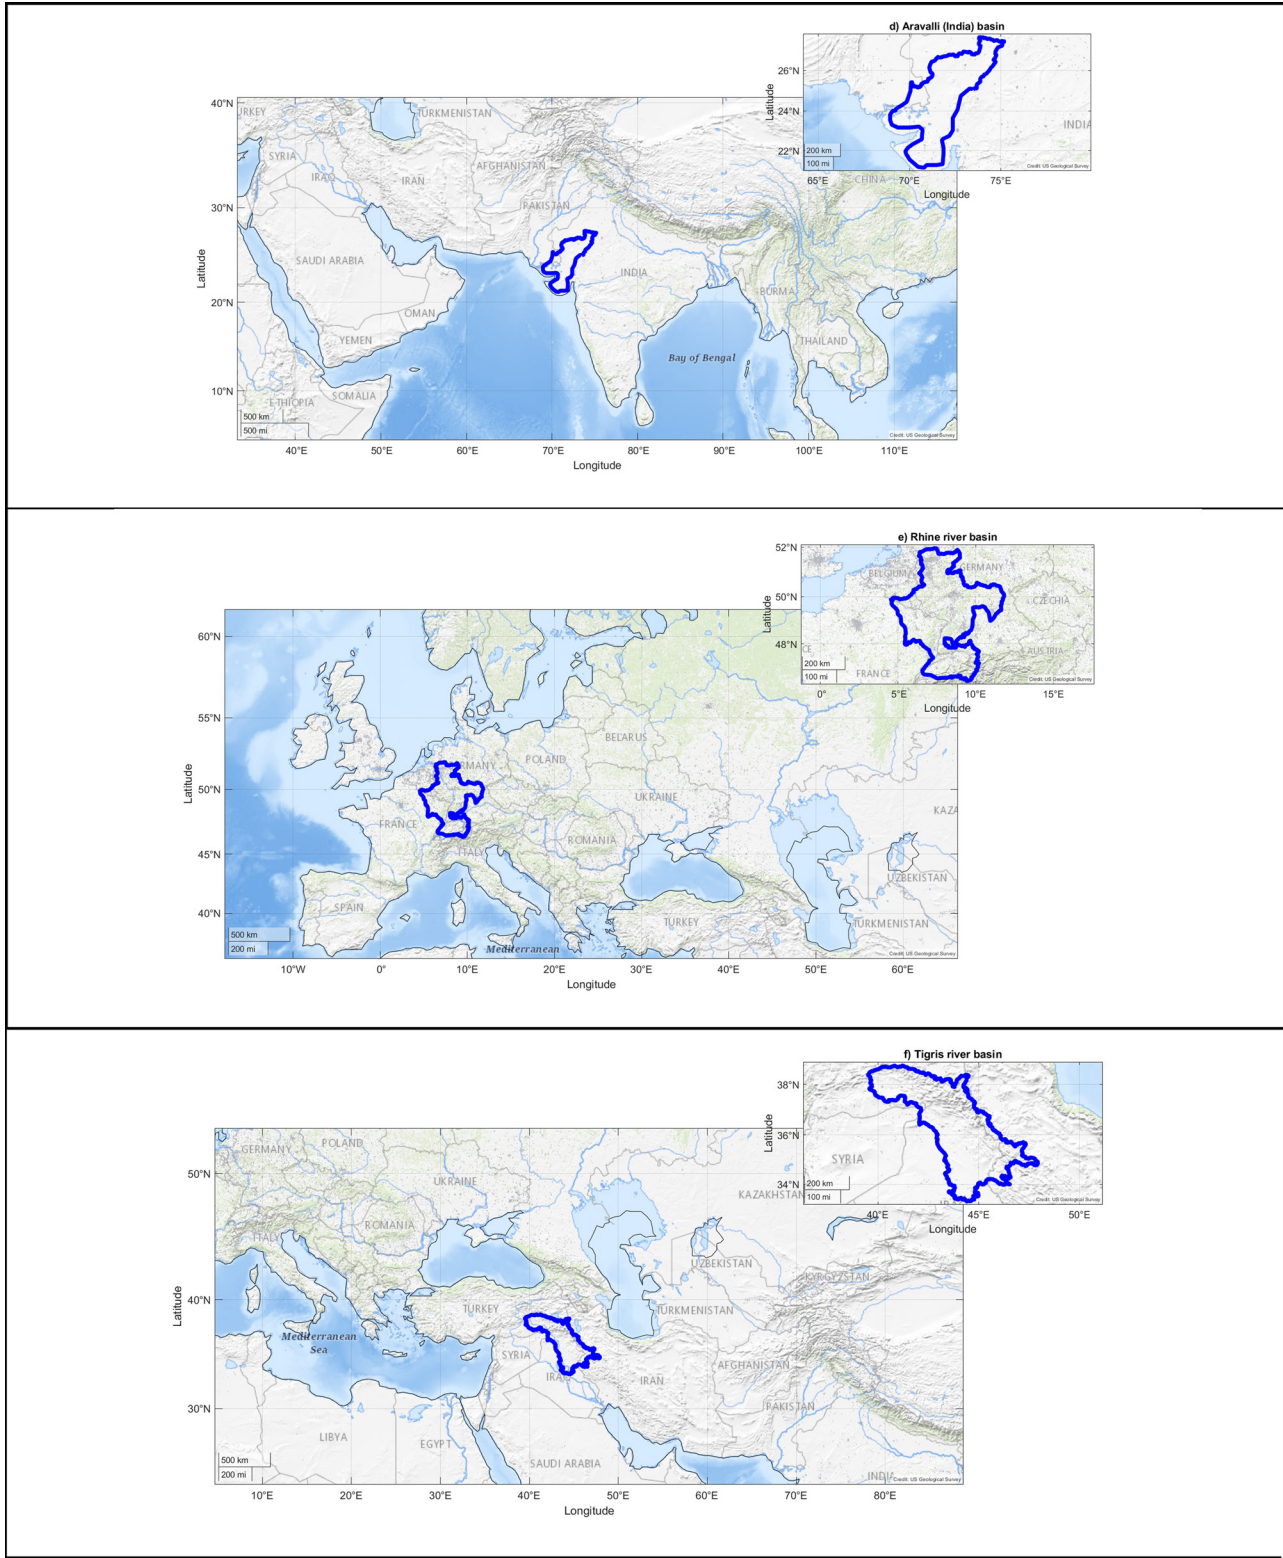 d) Aravalli (India) basin
26°N
24°N
22°N
Latitude
INDIA
200 km
100 mi
Credit: US Geological Survey
65°E 70°E 75°E
Longitude
40°N
30°N
20°N
10°N
Latitude
TURKMENISTAN
SYRIA
IRAQ
IRAN
AFGHANISTAN
PAKISTAN
CHINA
SAUDI ARABIA
INDIA
BURMA
OMAN
YEMEN
THAILAND
Bay of Bengal
ETHIOPIA
SOMALIA
500 km
500 mi
Credit: US Geological Survey
40°E 50°E 60°E 70°E 80°E 90°E 100°E 110°E
Longitude
e) Rhine river basin
52°N
50°N
48°N
Latitude
BELGIUM
GERMANY
CZECHIA
AUSTRIA
FRANCE
200 km
100 mi
Credit: US Geological Survey
0° 5°E 10°E 15°E
Longitude
60°N
55°N
50°N
45°N
40°N
Latitude
BELARUS
POLAND
RMANY
UKRAINE
KAZA
FRANCE
ROMANIA
ITALY
UZBEKISTAN
SPAIN
TURKEY
TURKMENISTAN
Mediterranean
500 km
200 mi
Credit: US Geological Survey
10°W 0° 10°E 20°E 30°E 40°E 50°E 60°E
Longitude
f) Tigris river basin
38°N
36°N
34°N
Latitude
SYRIA
200 km
100 mi
Credit: US Geological Survey
40°E 45°E 50°E
Longitude
50°N
40°N
30°N
Latitude
GERMANY
POLAND
UKRAINE
KAZAKHSTAN
ROMANIA
ITALY
UZBEKISTAN
KYRGYZSTAN
TURKEY
TURKMENISTAN
Mediterranean
Sea
SYRIA
IRAQ
IRAN
AFGHANISTAN
PAKISTAN
LIBYA
EGYPT
SAUDI ARABIA
INDIA
500 km
200 mi
Credit: US Geological Survey
10°E 20°E 30°E 40°E 50°E 60°E 70°E 80°E
Longitude